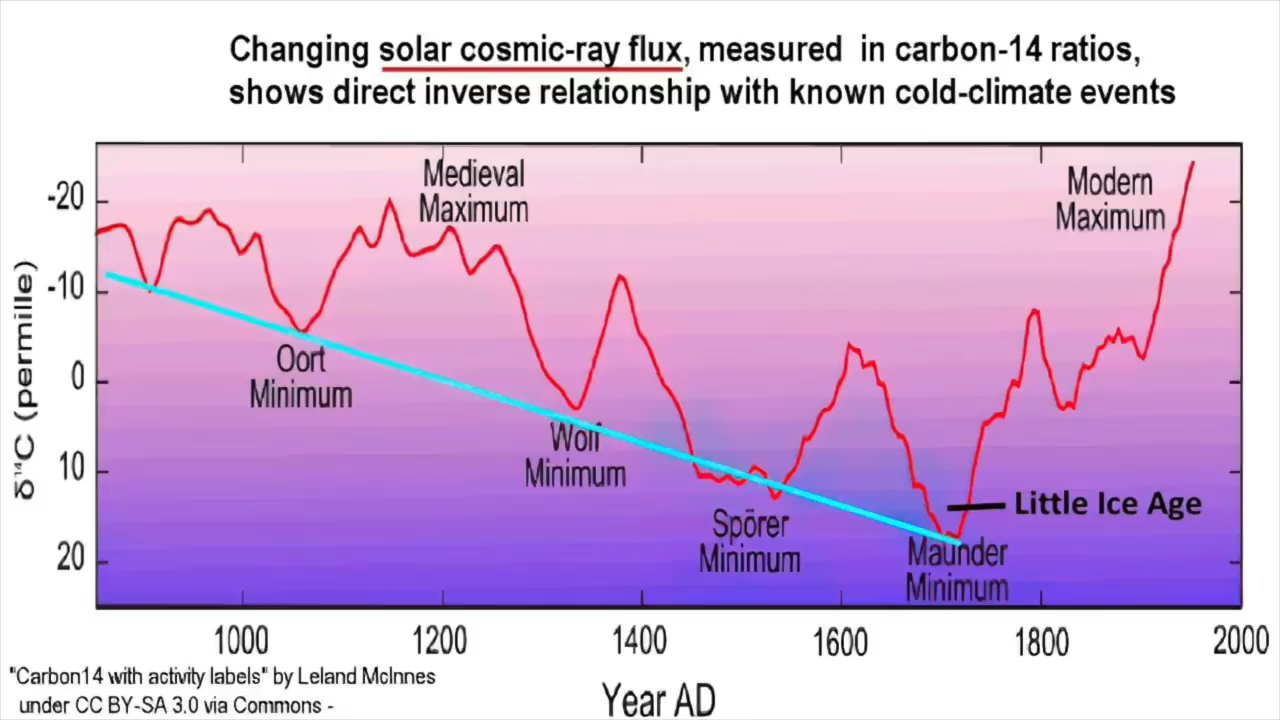 Changing solar cosmic-ray flux, measured in carbon-14 ratios,
shows direct inverse relationship with known cold-climate events
Medieval
Maximum
Modern
Maximum
-20
-10
0
10
20
δ¹⁴C (permille)
Oort
Minimum
Wolf
Minimum
Spörer
Minimum
Maunder
Minimum
Little Ice Age
1000
1200
1400
1600
1800
2000
Year AD
"Carbon14 with activity labels" by Leland McInnes
under CC BY-SA 3.0 via Commons -